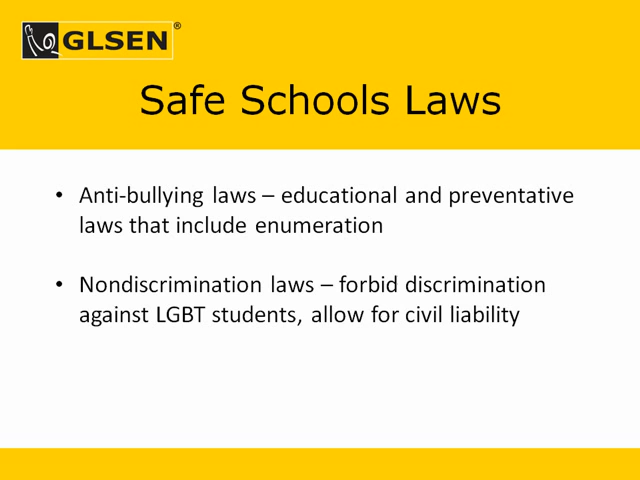 GLSEN®
Safe Schools Laws
• Anti-bullying laws – educational and preventative
laws that include enumeration
• Nondiscrimination laws – forbid discrimination
against LGBT students, allow for civil liability